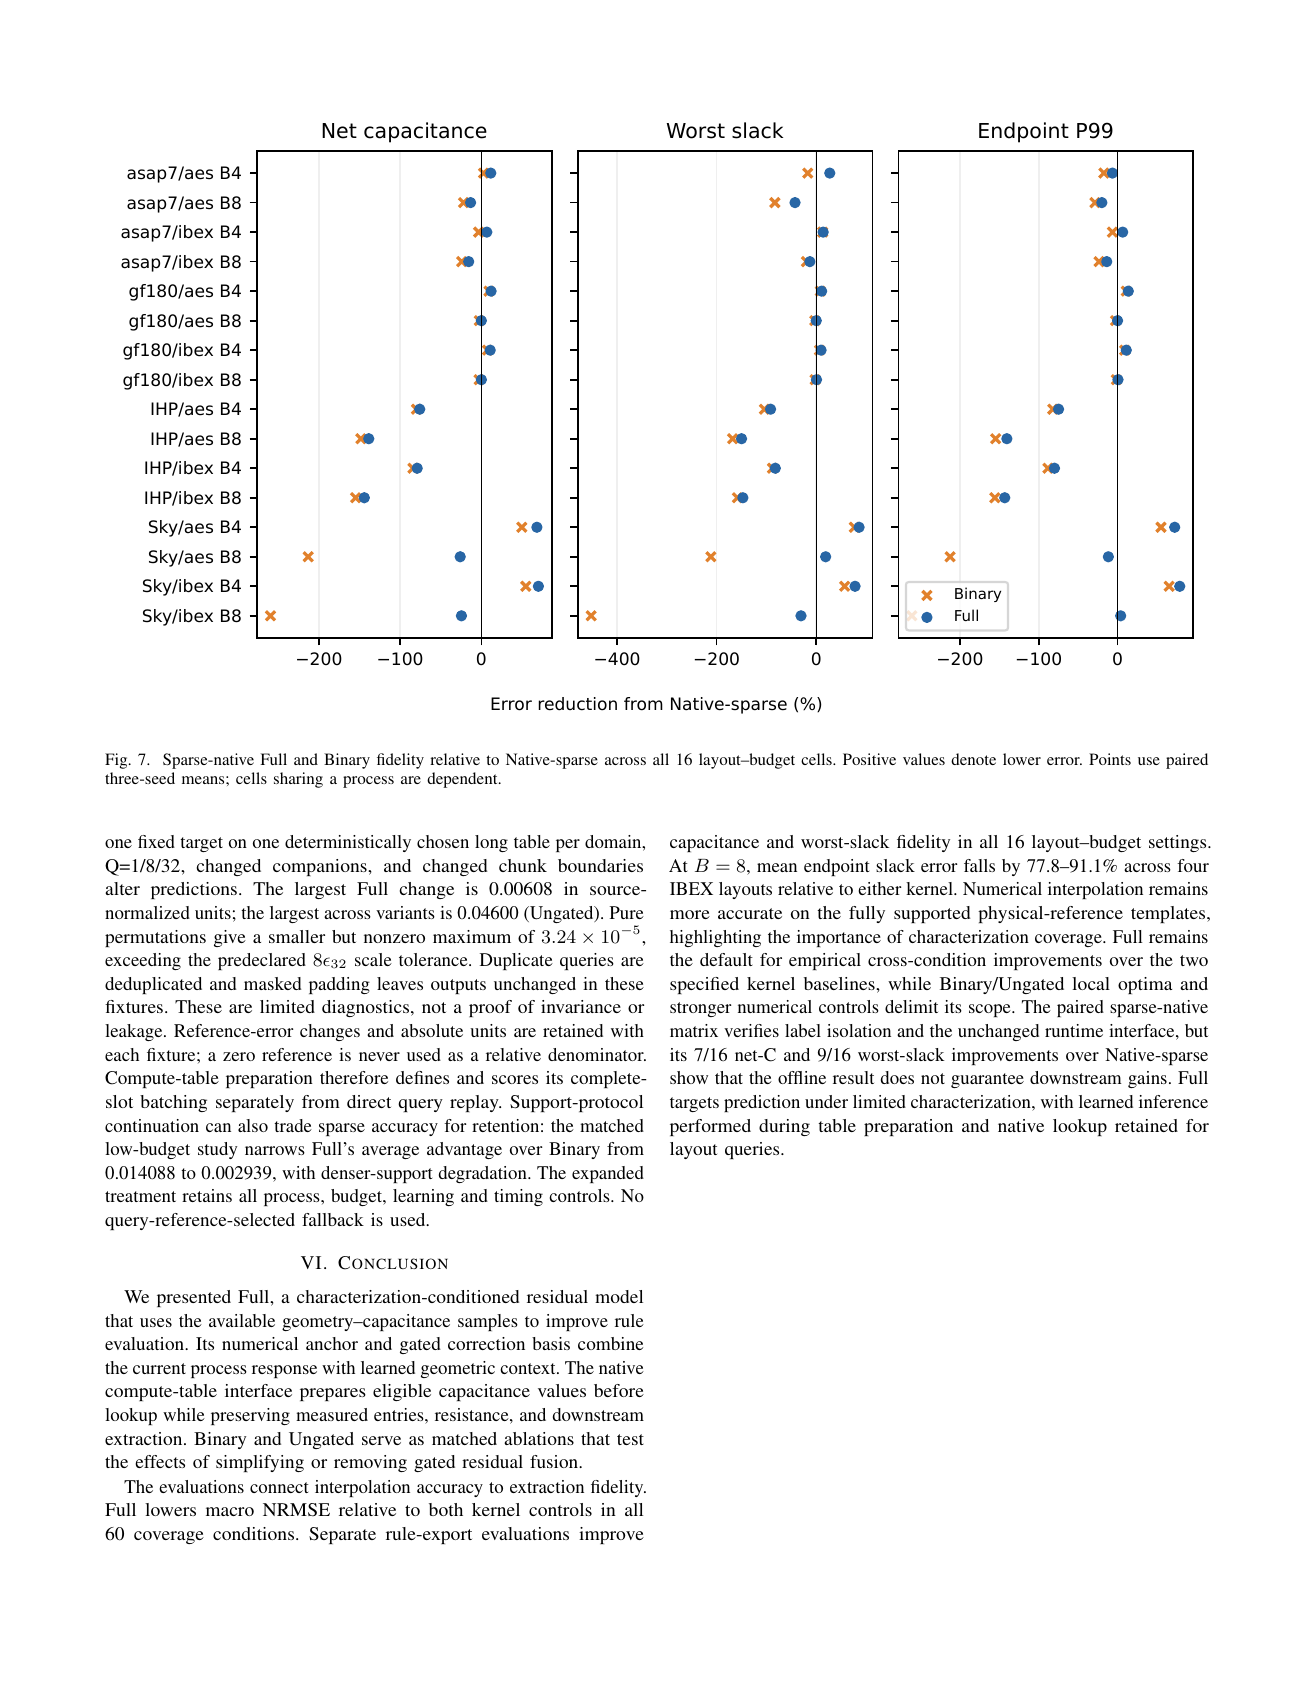 Net capacitance
Worst slack
Endpoint P99
asap7/aes B4
asap7/aes B8
asap7/ibex B4
asap7/ibex B8
gf180/aes B4
gf180/aes B8
gf180/ibex B4
gf180/ibex B8
IHP/aes B4
IHP/aes B8
IHP/ibex B4
IHP/ibex B8
Sky/aes B4
Sky/aes B8
Sky/ibex B4
Sky/ibex B8
Binary
Full
−200 −100 0
−400 −200 0
−200 −100 0
Error reduction from Native-sparse (%)
Fig. 7. Sparse-native Full and Binary fidelity relative to Native-sparse across all 16 layout–budget cells. Positive values denote lower error. Points use paired
three-seed means; cells sharing a process are dependent.
one fixed target on one deterministically chosen long table per domain,
Q=1/8/32, changed companions, and changed chunk boundaries
alter predictions. The largest Full change is 0.00608 in source-
normalized units; the largest across variants is 0.04600 (Ungated). Pure
permutations give a smaller but nonzero maximum of 3.24 × 10⁻⁵,
exceeding the predeclared 8ϵ₃₂ scale tolerance. Duplicate queries are
deduplicated and masked padding leaves outputs unchanged in these
fixtures. These are limited diagnostics, not a proof of invariance or
leakage. Reference-error changes and absolute units are retained with
each fixture; a zero reference is never used as a relative denominator.
Compute-table preparation therefore defines and scores its complete-
slot batching separately from direct query replay. Support-protocol
continuation can also trade sparse accuracy for retention: the matched
low-budget study narrows Full's average advantage over Binary from
0.014088 to 0.002939, with denser-support degradation. The expanded
treatment retains all process, budget, learning and timing controls. No
query-reference-selected fallback is used.
VI. CONCLUSION
We presented Full, a characterization-conditioned residual model
that uses the available geometry–capacitance samples to improve rule
evaluation. Its numerical anchor and gated correction basis combine
the current process response with learned geometric context. The native
compute-table interface prepares eligible capacitance values before
lookup while preserving measured entries, resistance, and downstream
extraction. Binary and Ungated serve as matched ablations that test
the effects of simplifying or removing gated residual fusion.
The evaluations connect interpolation accuracy to extraction fidelity.
Full lowers macro NRMSE relative to both kernel controls in all
60 coverage conditions. Separate rule-export evaluations improve
capacitance and worst-slack fidelity in all 16 layout–budget settings.
At B = 8, mean endpoint slack error falls by 77.8–91.1% across four
IBEX layouts relative to either kernel. Numerical interpolation remains
more accurate on the fully supported physical-reference templates,
highlighting the importance of characterization coverage. Full remains
the default for empirical cross-condition improvements over the two
specified kernel baselines, while Binary/Ungated local optima and
stronger numerical controls delimit its scope. The paired sparse-native
matrix verifies label isolation and the unchanged runtime interface, but
its 7/16 net-C and 9/16 worst-slack improvements over Native-sparse
show that the offline result does not guarantee downstream gains. Full
targets prediction under limited characterization, with learned inference
performed during table preparation and native lookup retained for
layout queries.